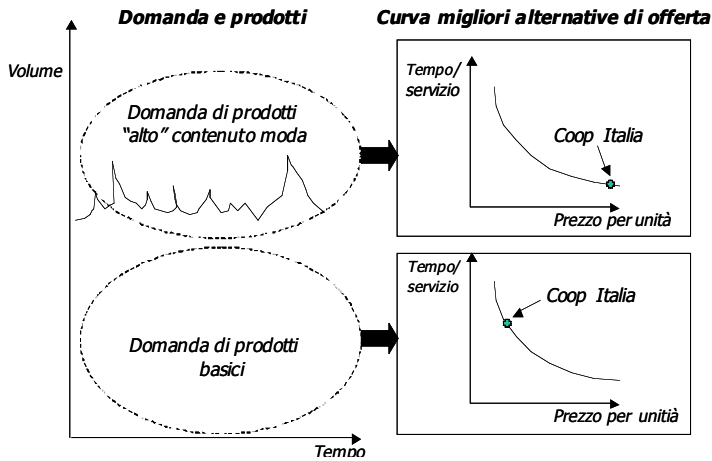 Domanda e prodotti
Curva migliori alternative di offerta
Volume
Domanda di prodotti
“alto” contenuto moda
Tempo/
servizio
Coop Italia
Prezzo per unità
Domanda di prodotti
basici
Tempo/
servizio
Coop Italia
Prezzo per unitià
Tempo